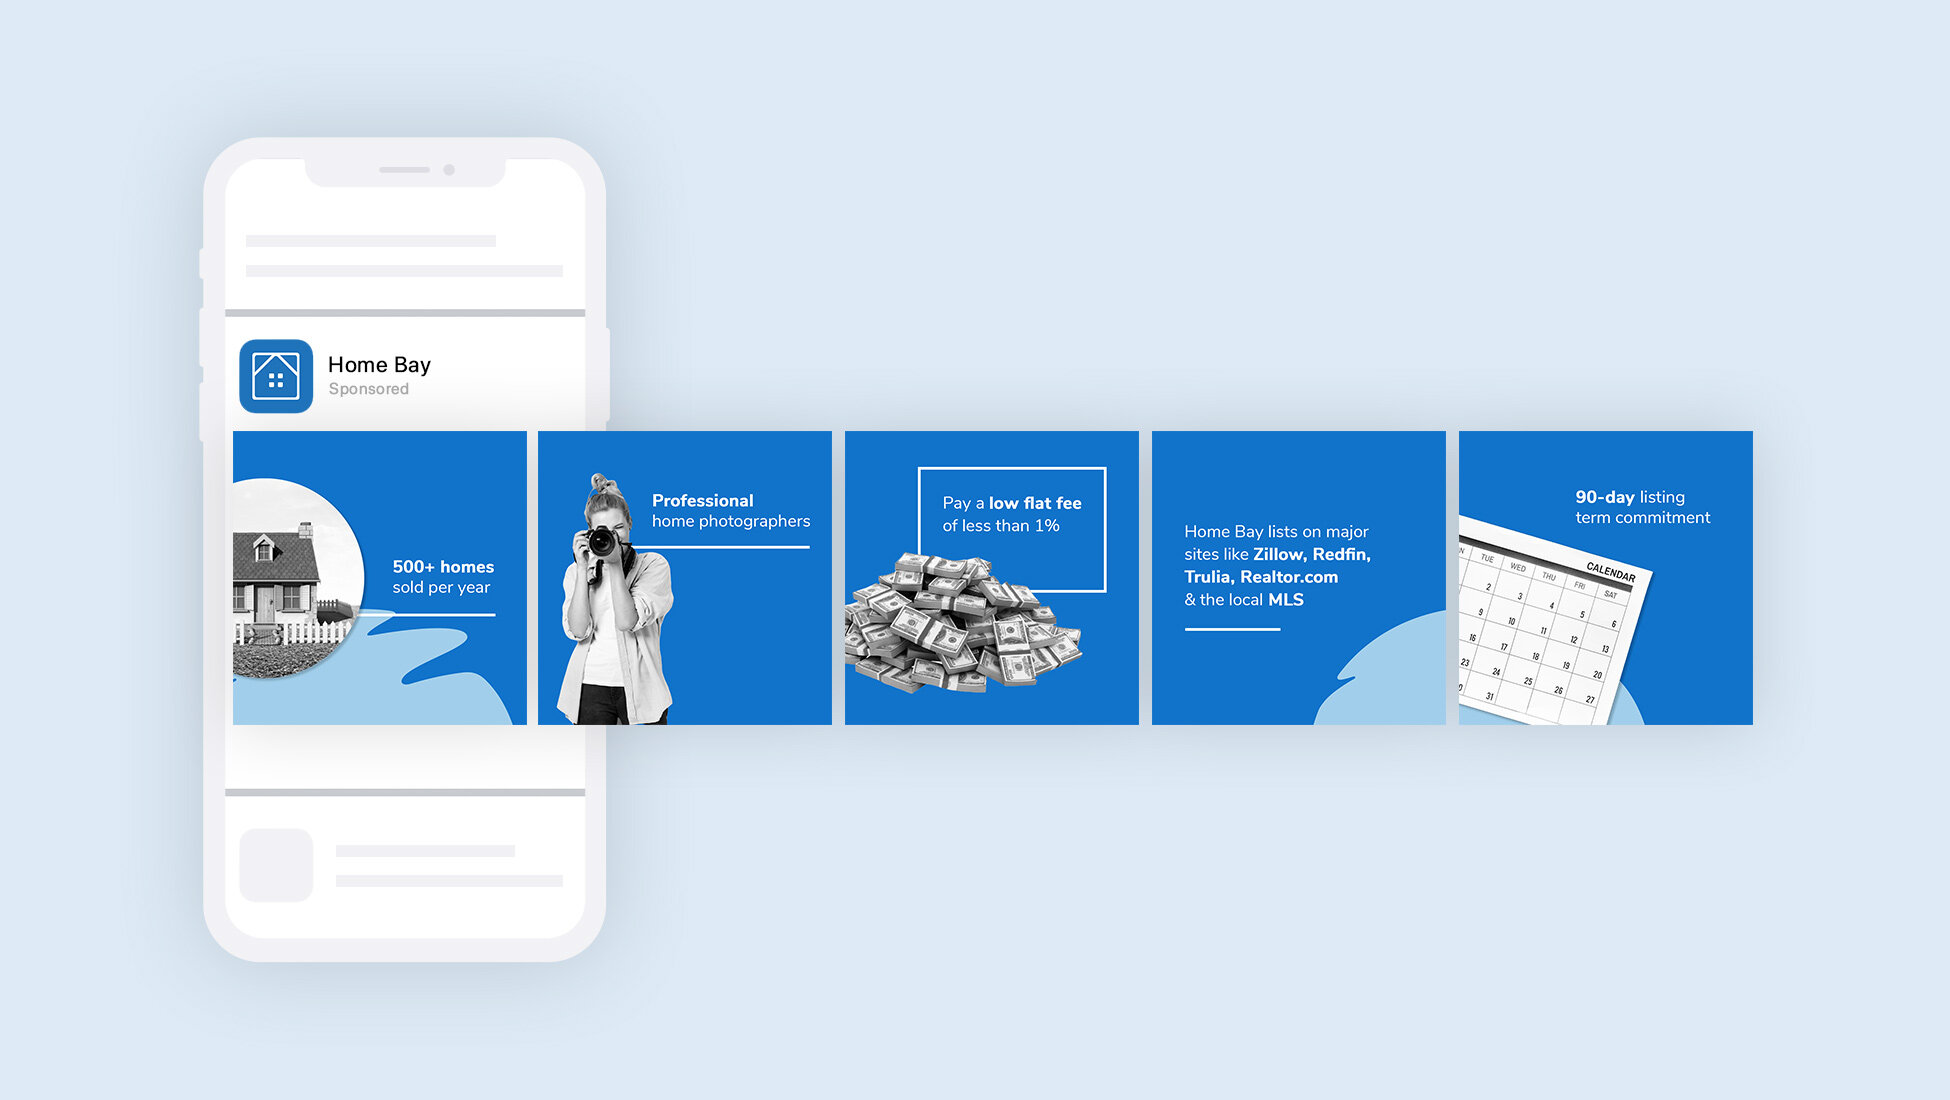 Home Bay
Sponsored
500+ homes
sold per year
Professional
home photographers
Pay a low flat fee
of less than 1%
Home Bay lists on major
sites like Zillow, Redfin,
Trulia, Realtor.com
& the local MLS
90-day listing
term commitment
CALENDAR
TUE WED THU FRI SAT
2 3 4 5 6
9 10 11 12 13
16 17 18 19 20
23 24 25 26 27
31